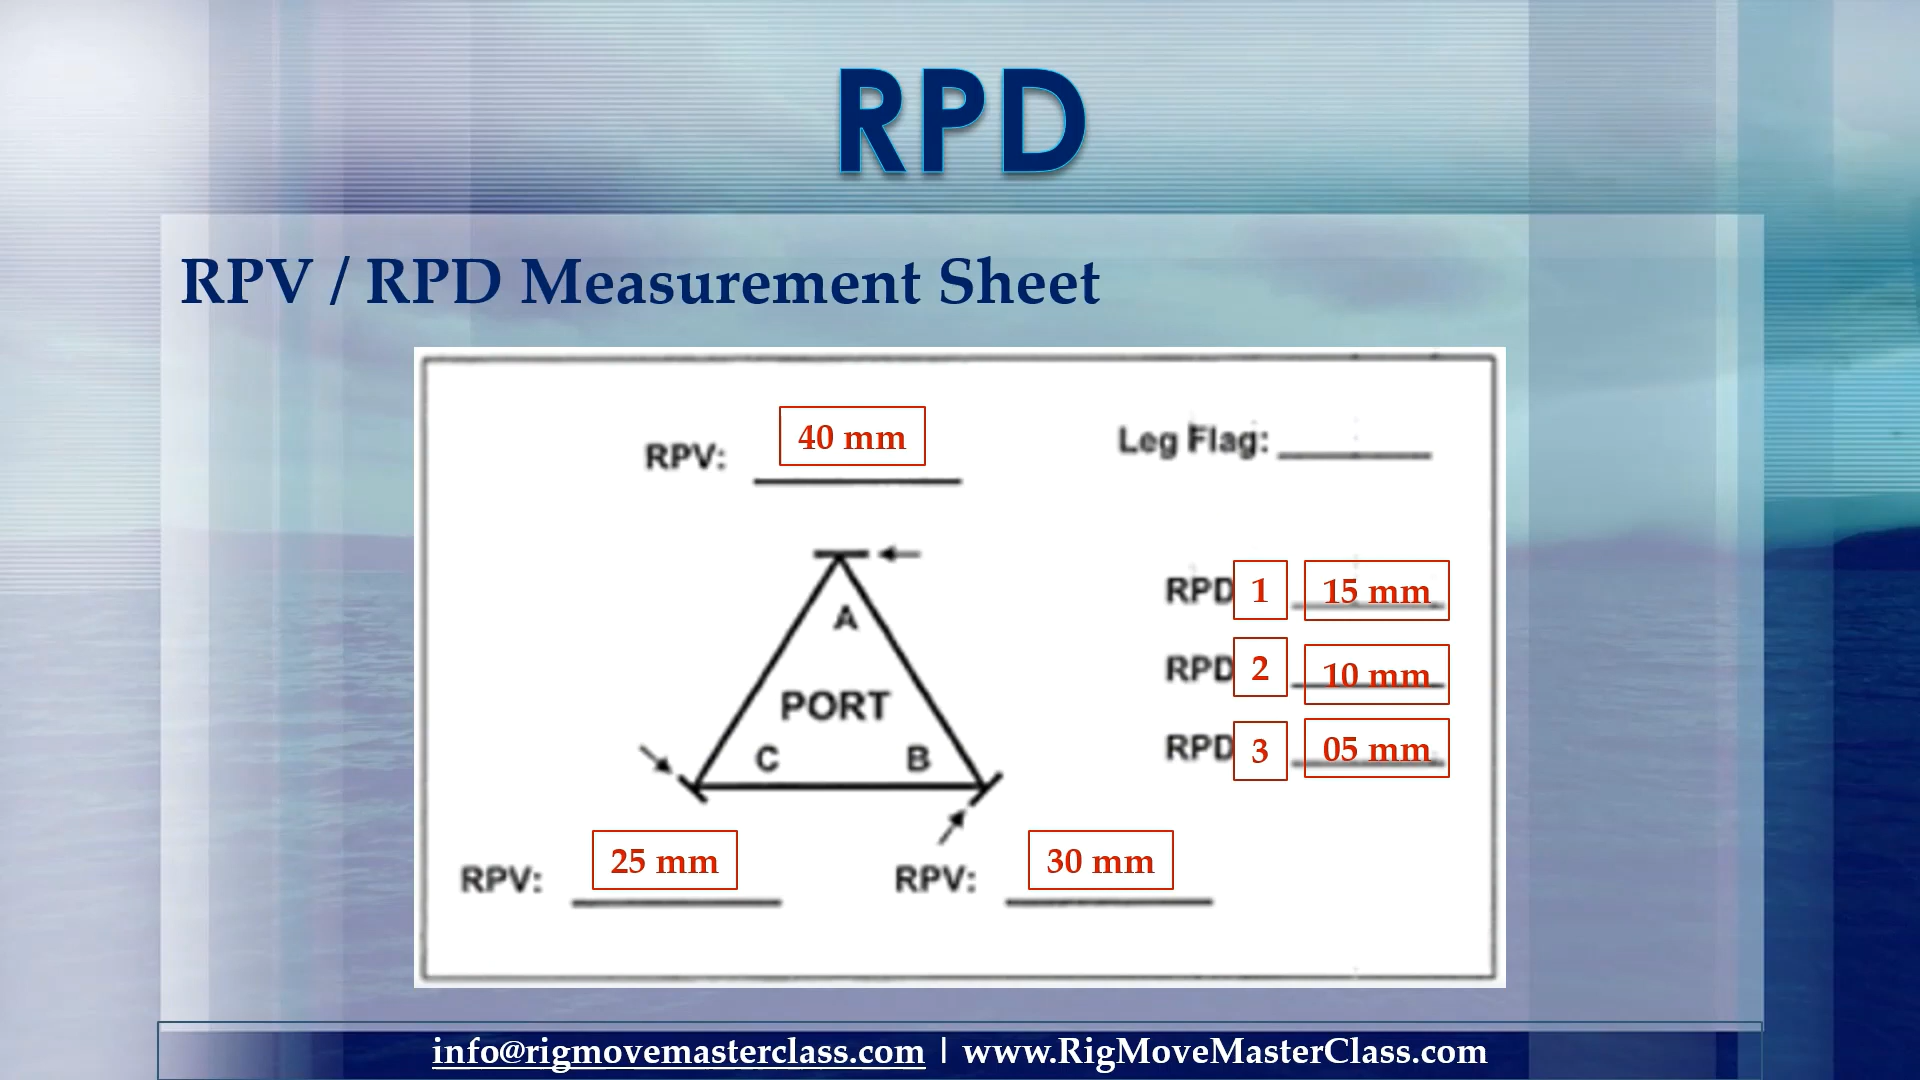 RPD
RPV / RPD Measurement Sheet
RPV: 40 mm
Leg Flag:
A
PORT
C B
RPD 1 15 mm
RPD 2 10 mm
RPD 3 05 mm
RPV: 25 mm
RPV: 30 mm
info@rigmovemasterclass.com | www.RigMoveMasterClass.com